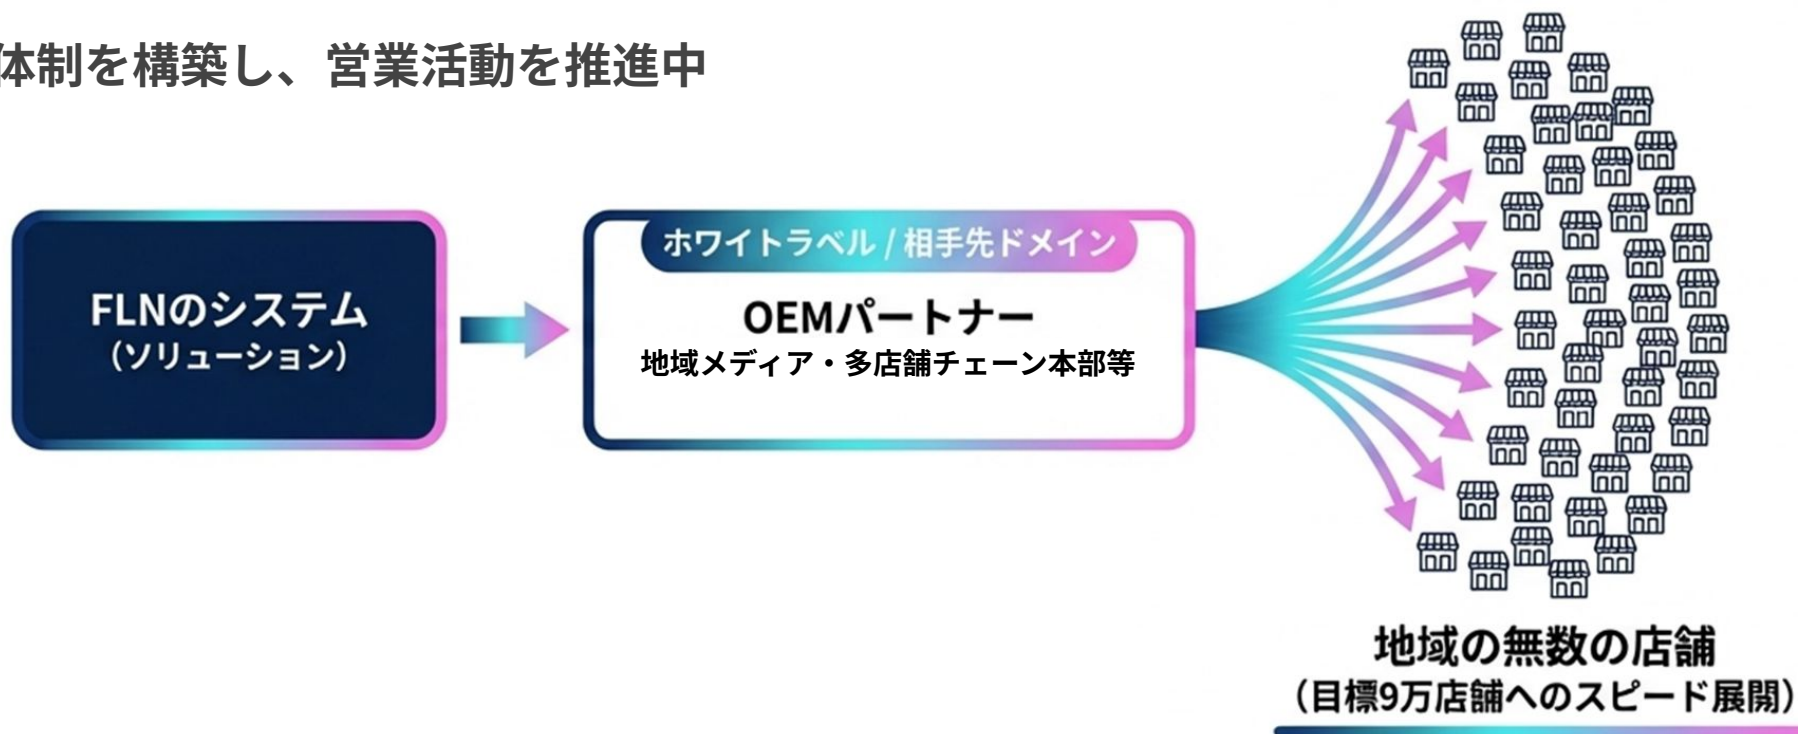 体制を構築し、営業活動を推進中
FLNのシステム
（ソリューション）
ホワイトラベル / 相手先ドメイン
OEMパートナー
地域メディア・多店舗チェーン本部等
地域の無数の店舗
（目標9万店舗へのスピード展開）